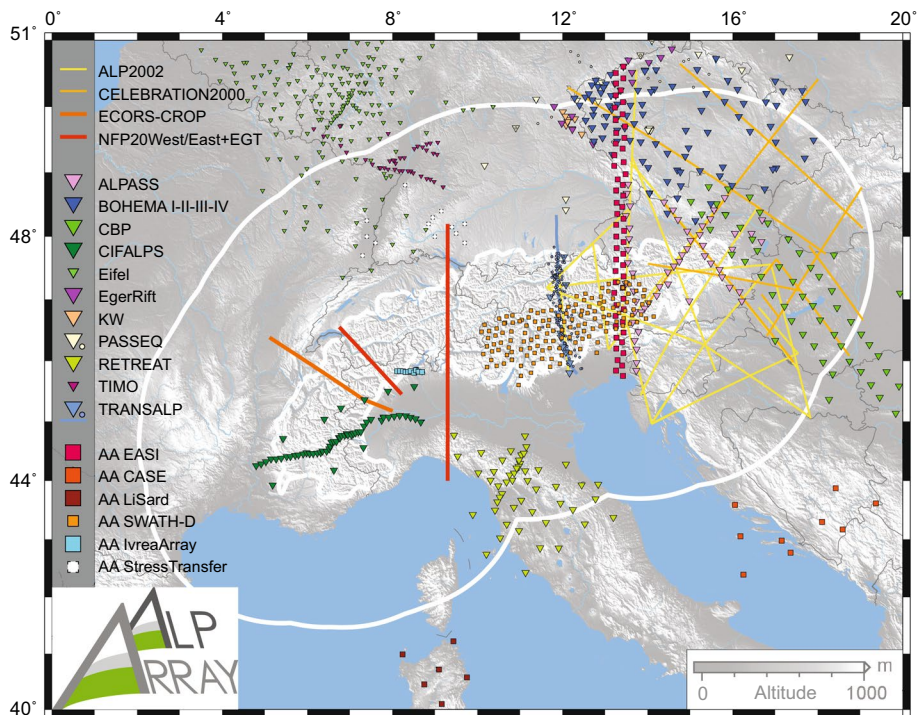 0° 4° 8° 12° 16° 20°
51°
48°
44°
40°
ALP2002
CELEBRATION2000
ECORS-CROP
NFP20West/East+EGT
ALPASS
BOHEMA I-II-III-IV
CBP
CIFALPS
Eifel
EgerRift
KW
PASSEQ
RETREAT
TIMO
TRANSALP
AA EASI
AA CASE
AA LiSard
AA SWATH-D
AA IvreaArray
AA StressTransfer
ALP
ARRAY
m
0 Altitude 1000